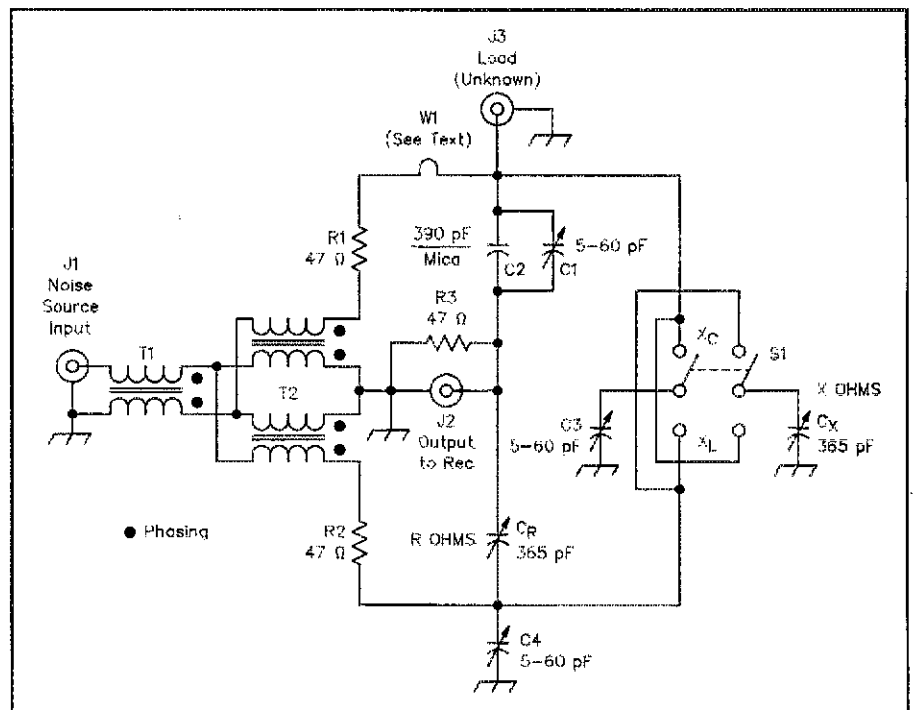 J3
Load
(Unknown)
W1
(See Text)
R1
47 Ω
390 pF
Mica
C2
5-60 pF
C1
J1
Noise
Source
Input
R3
47 Ω
T1
T2
X_C
S1
X OHMS
J2
Output
to Rec
C3
5-60 pF
X_L
C_X
365 pF
● Phasing
R2
47 Ω
R OHMS
C_R
365 pF
C4
5-60 pF